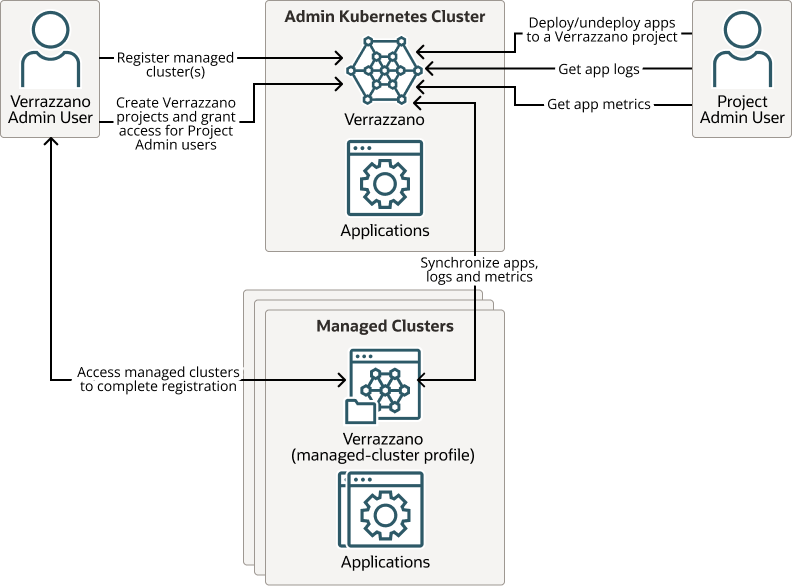 Admin Kubernetes Cluster
Verrazzano
Admin User
Register managed
cluster(s)
Create Verrazzano
projects and grant
access for Project
Admin users
Verrazzano
Applications
Deploy/undeploy apps
to a Verrazzano project
Get app logs
Get app metrics
Project
Admin User
Synchronize apps,
logs and metrics
Managed Clusters
Access managed clusters
to complete registration
Verrazzano
(managed-cluster profile)
Applications